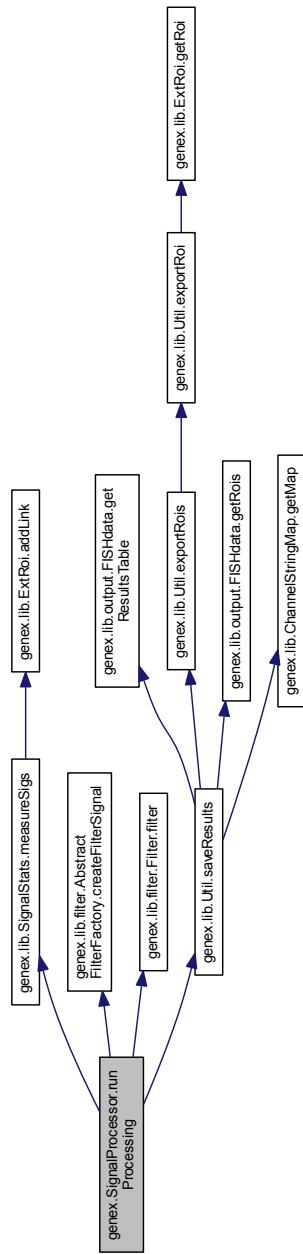 genex.SignalProcessor.run
Processing
genex.lib.SignalStats.measureSigs
genex.lib.ExtRoi.addLink
genex.lib.filter.Abstract
FilterFactory.createFilterSignal
genex.lib.filter.Filter.filter
genex.lib.Util.saveResults
genex.lib.output.FISHdata.get
ResultsTable
genex.lib.Util.exportRois
genex.lib.Util.exportRoi
genex.lib.ExtRoi.getRoi
genex.lib.output.FISHdata.getRois
genex.lib.ChannelStringMap.getMap